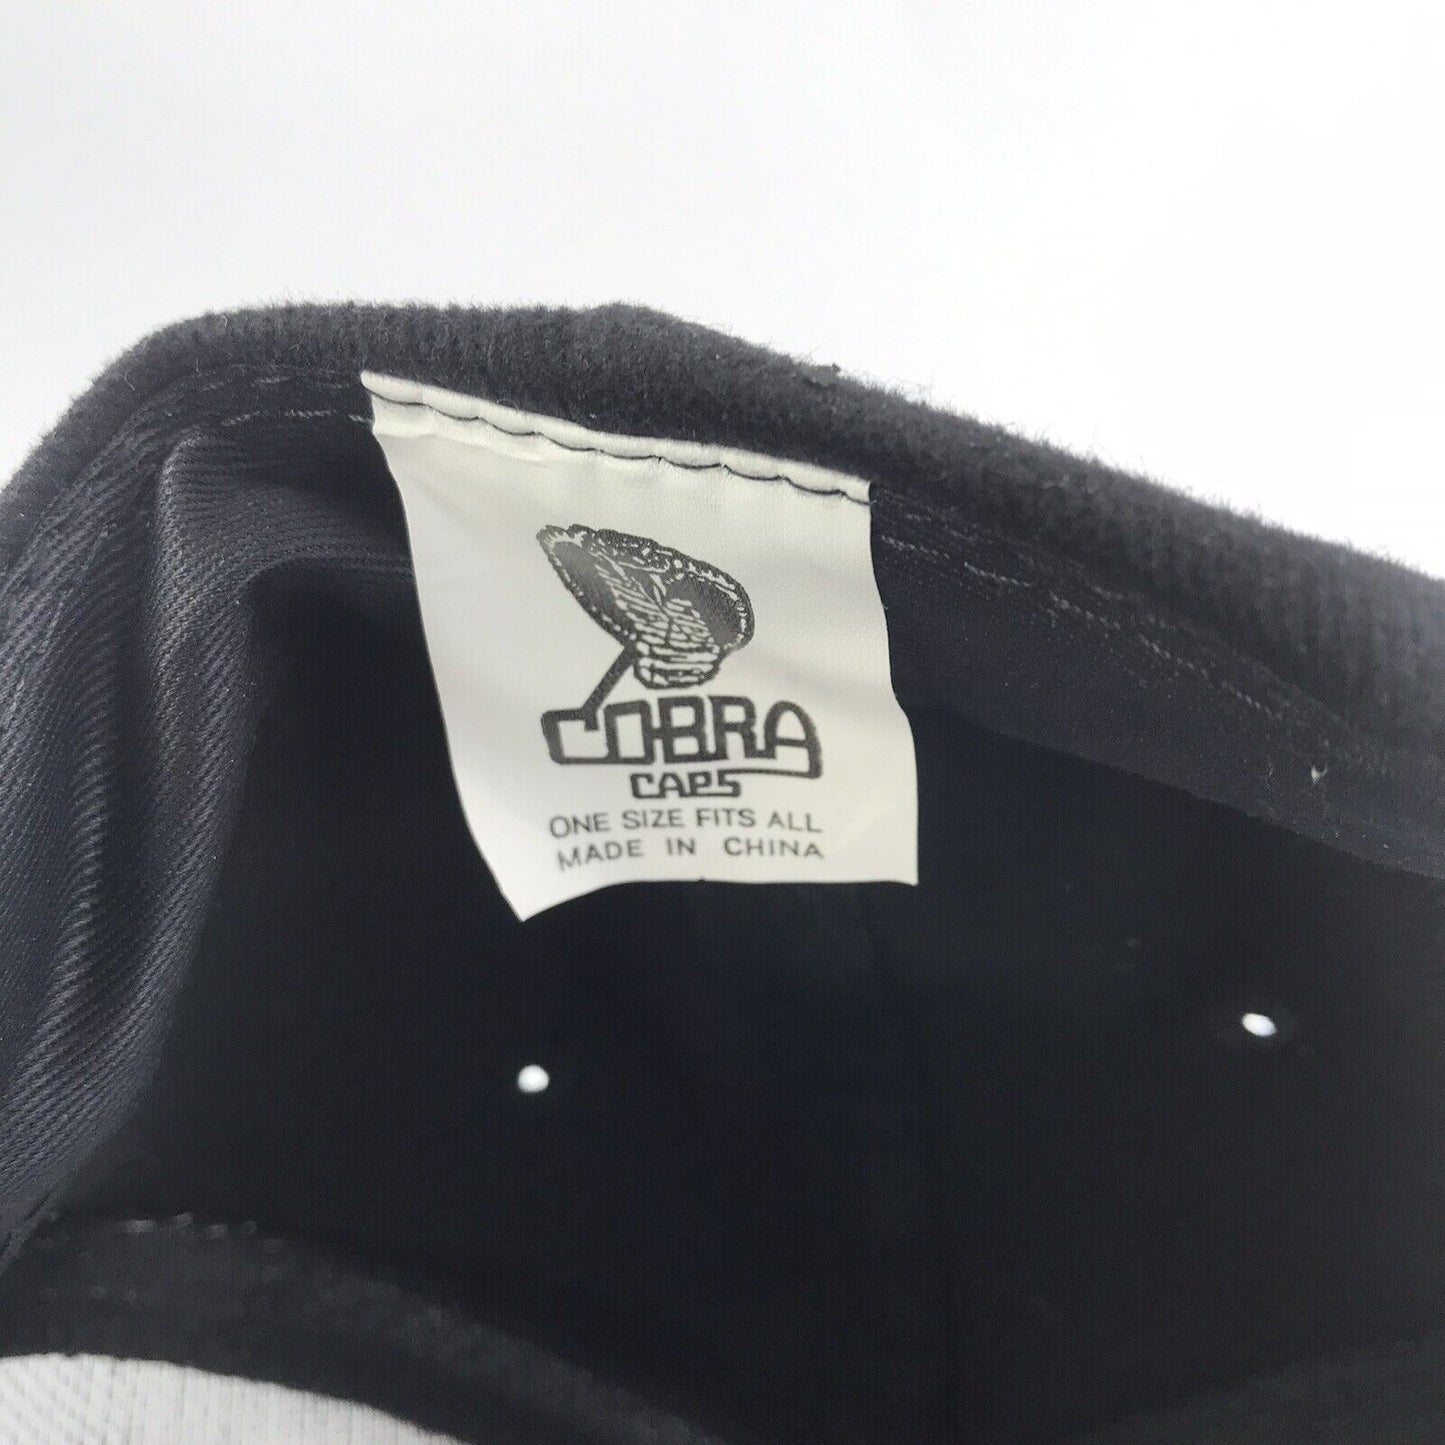 COBRA
CAPS
ONE SIZE FITS ALL
MADE IN CHINA